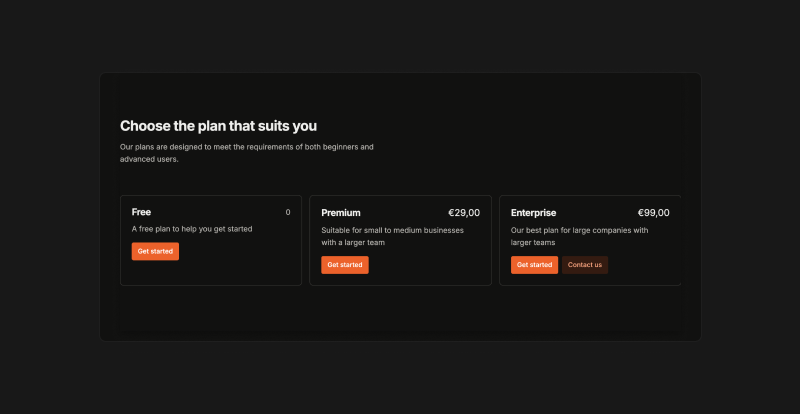 Choose the plan that suits you
Our plans are designed to meet the requirements of both beginners and
advanced users.
Free 0
A free plan to help you get started
Get started
Premium €29,00
Suitable for small to medium businesses
with a larger team
Get started
Enterprise €99,00
Our best plan for large companies with
larger teams
Get started Contact us